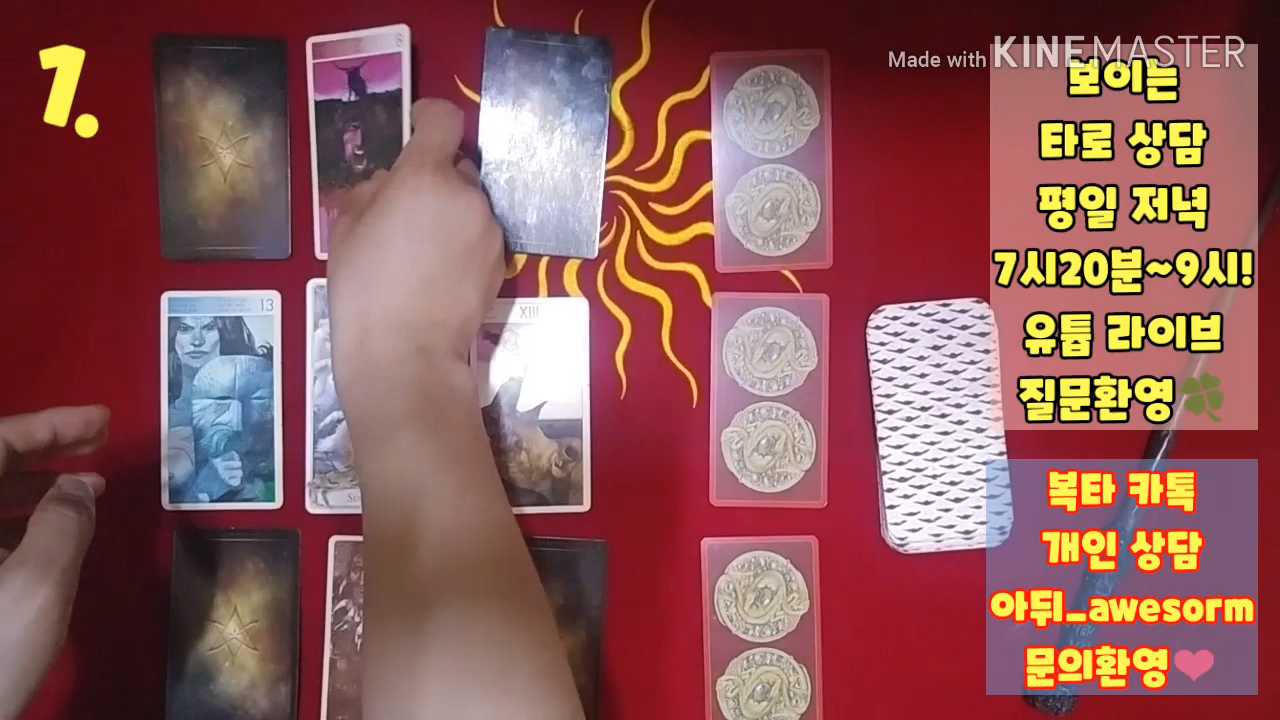 1.
8
Made with KINEMASTER
보이는
타로 상담
평일 저녁
7시20분~9시!
유튭 라이브
질문환영🍀
13
XIII
복타 카톡
개인 상담
아뒤_awesorm
문의환영❤